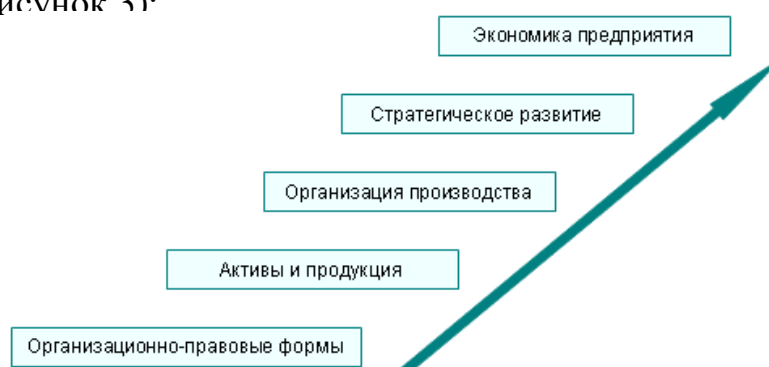 рисунок 3):
Экономика предприятия
Стратегическое развитие
Организация производства
Активы и продукция
Организационно-правовые формы